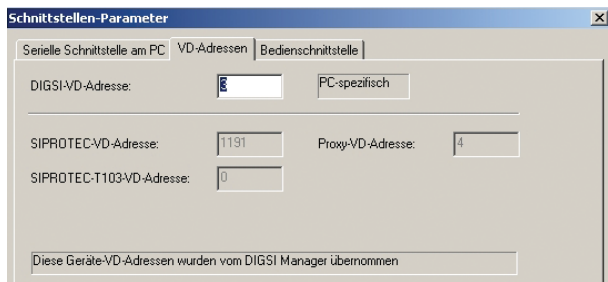 Schnittstellen-Parameter
Serielle Schnittstelle am PC VD-Adressen Bedienschnittstelle
DIGSI-VD-Adresse: 3 PC-spezifisch
SIPROTEC-VD-Adresse: 1191 Proxy-VD-Adresse: 4
SIPROTEC-T103-VD-Adresse: 0
Diese Geräte-VD-Adressen wurden vom DIGSI Manager übernommen